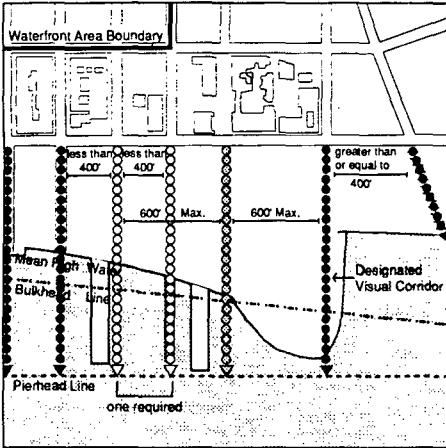 Waterfront Area Boundary
less than
400'
less than
400'
greater than
or equal to
400'
600' Max.
600' Max.
Mean High Water
Bulkhead Line
Designated
Visual Corridor
Pierhead Line
one required